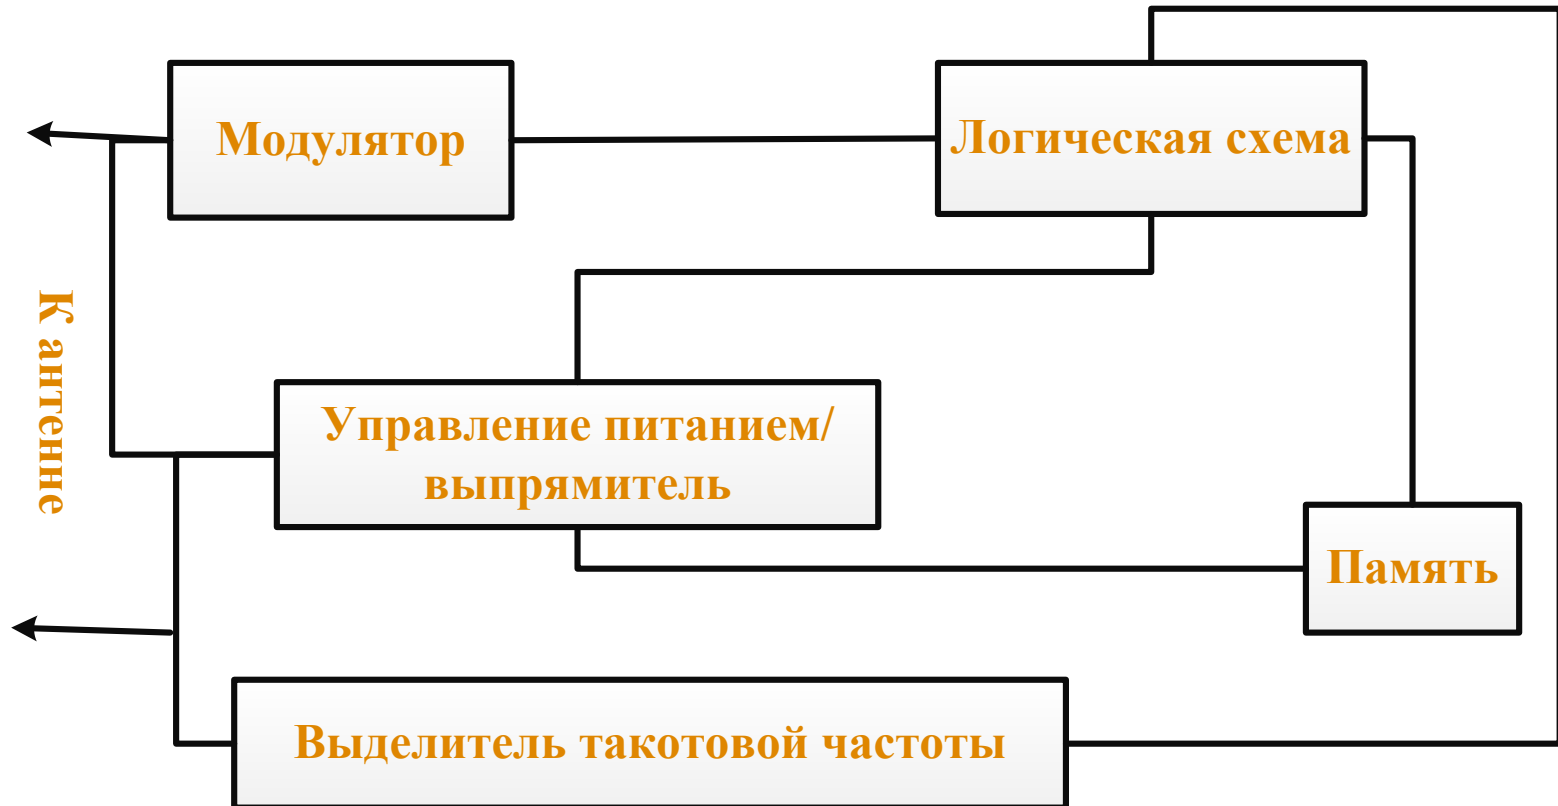 Модулятор
Логическая схема
К антенне
Управление питанием/
выпрямитель
Память
Выделитель такотовой частоты